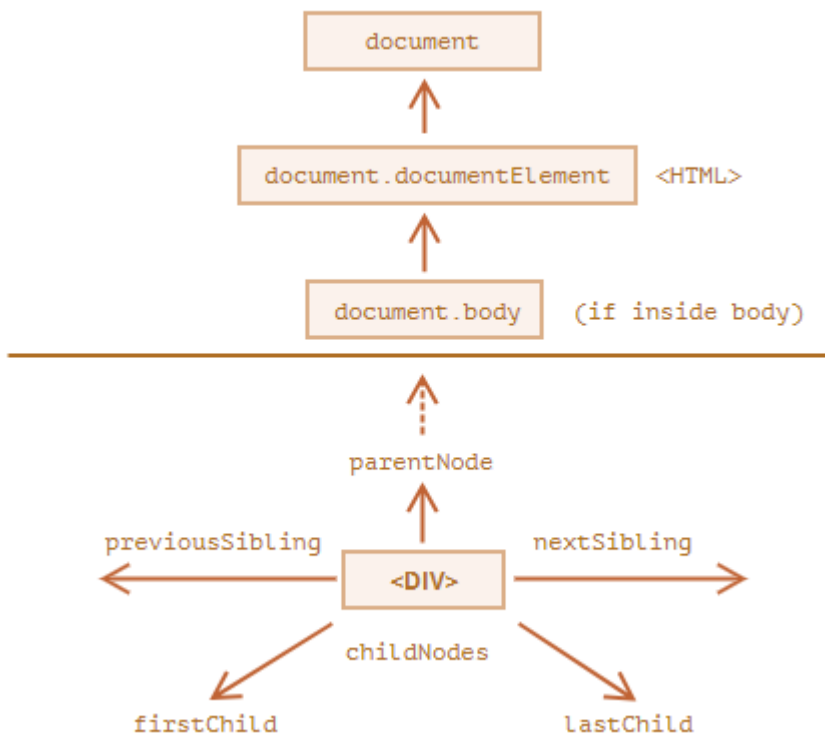 document
document.documentElement <HTML>
document.body (if inside body)
parentNode
previousSibling nextSibling
<DIV>
childNodes
firstChild lastChild